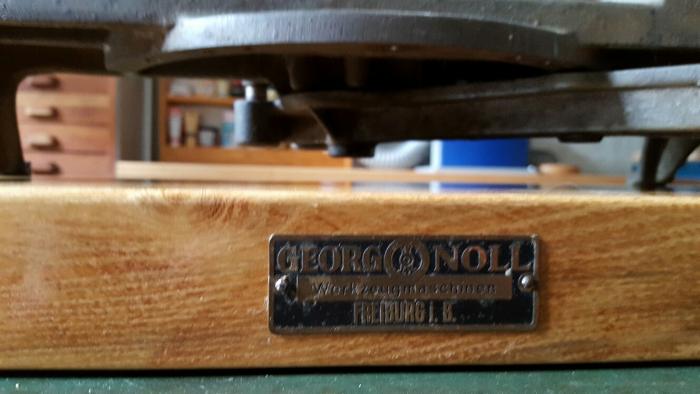 GEORG NOLL
Werkzeugmaschinen
FREIBURG I. B.